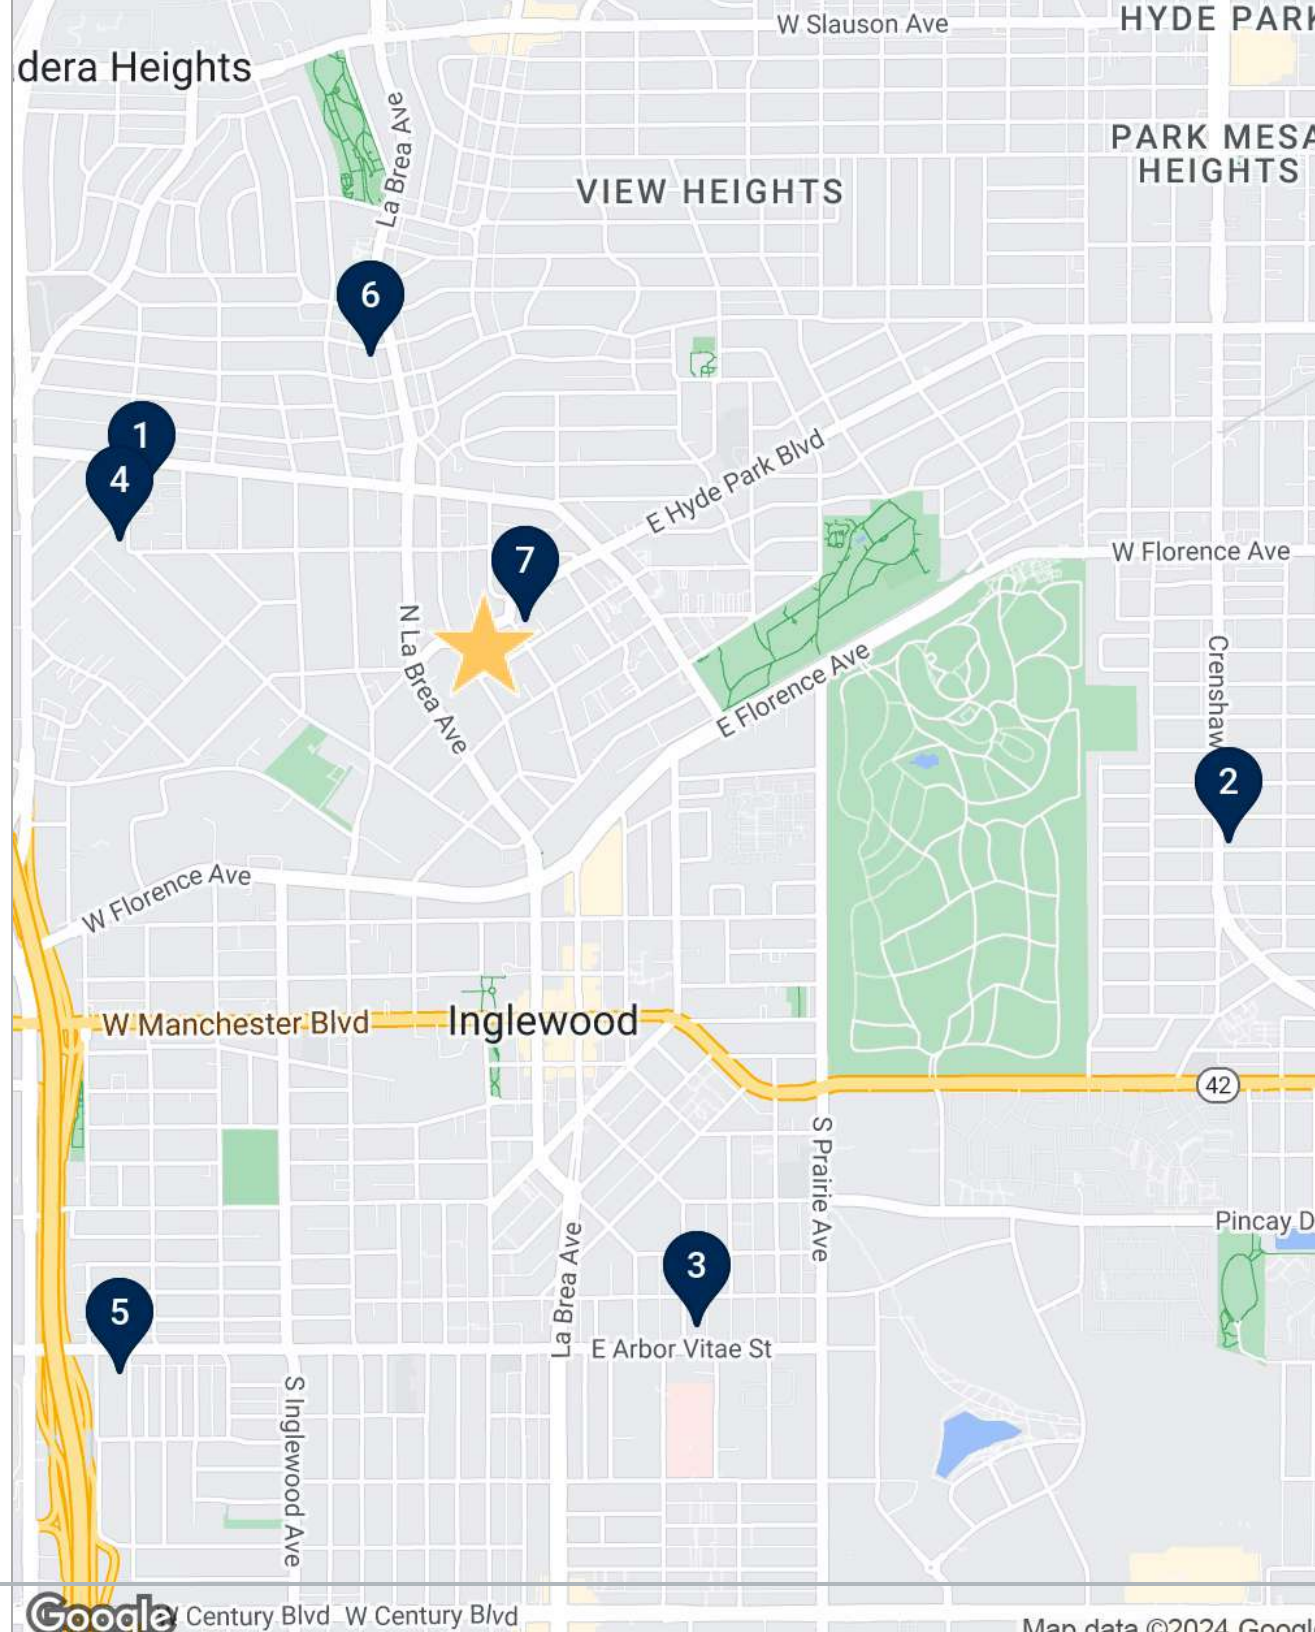 W Slauson Ave
HYDE PARK
dera Heights
La Brea Ave
PARK MESA
HEIGHTS
VIEW HEIGHTS
6
1
4
E Hyde Park Blvd
7
W Florence Ave
N La Brea Ave
E Florence Ave
Crenshaw
2
W Florence Ave
W Manchester Blvd
Inglewood
42
S Prairie Ave
Pincay D
La Brea Ave
3
5
E Arbor Vitae St
S Inglewood Ave
Google
W Century Blvd
W Century Blvd
Map data ©2024 Google